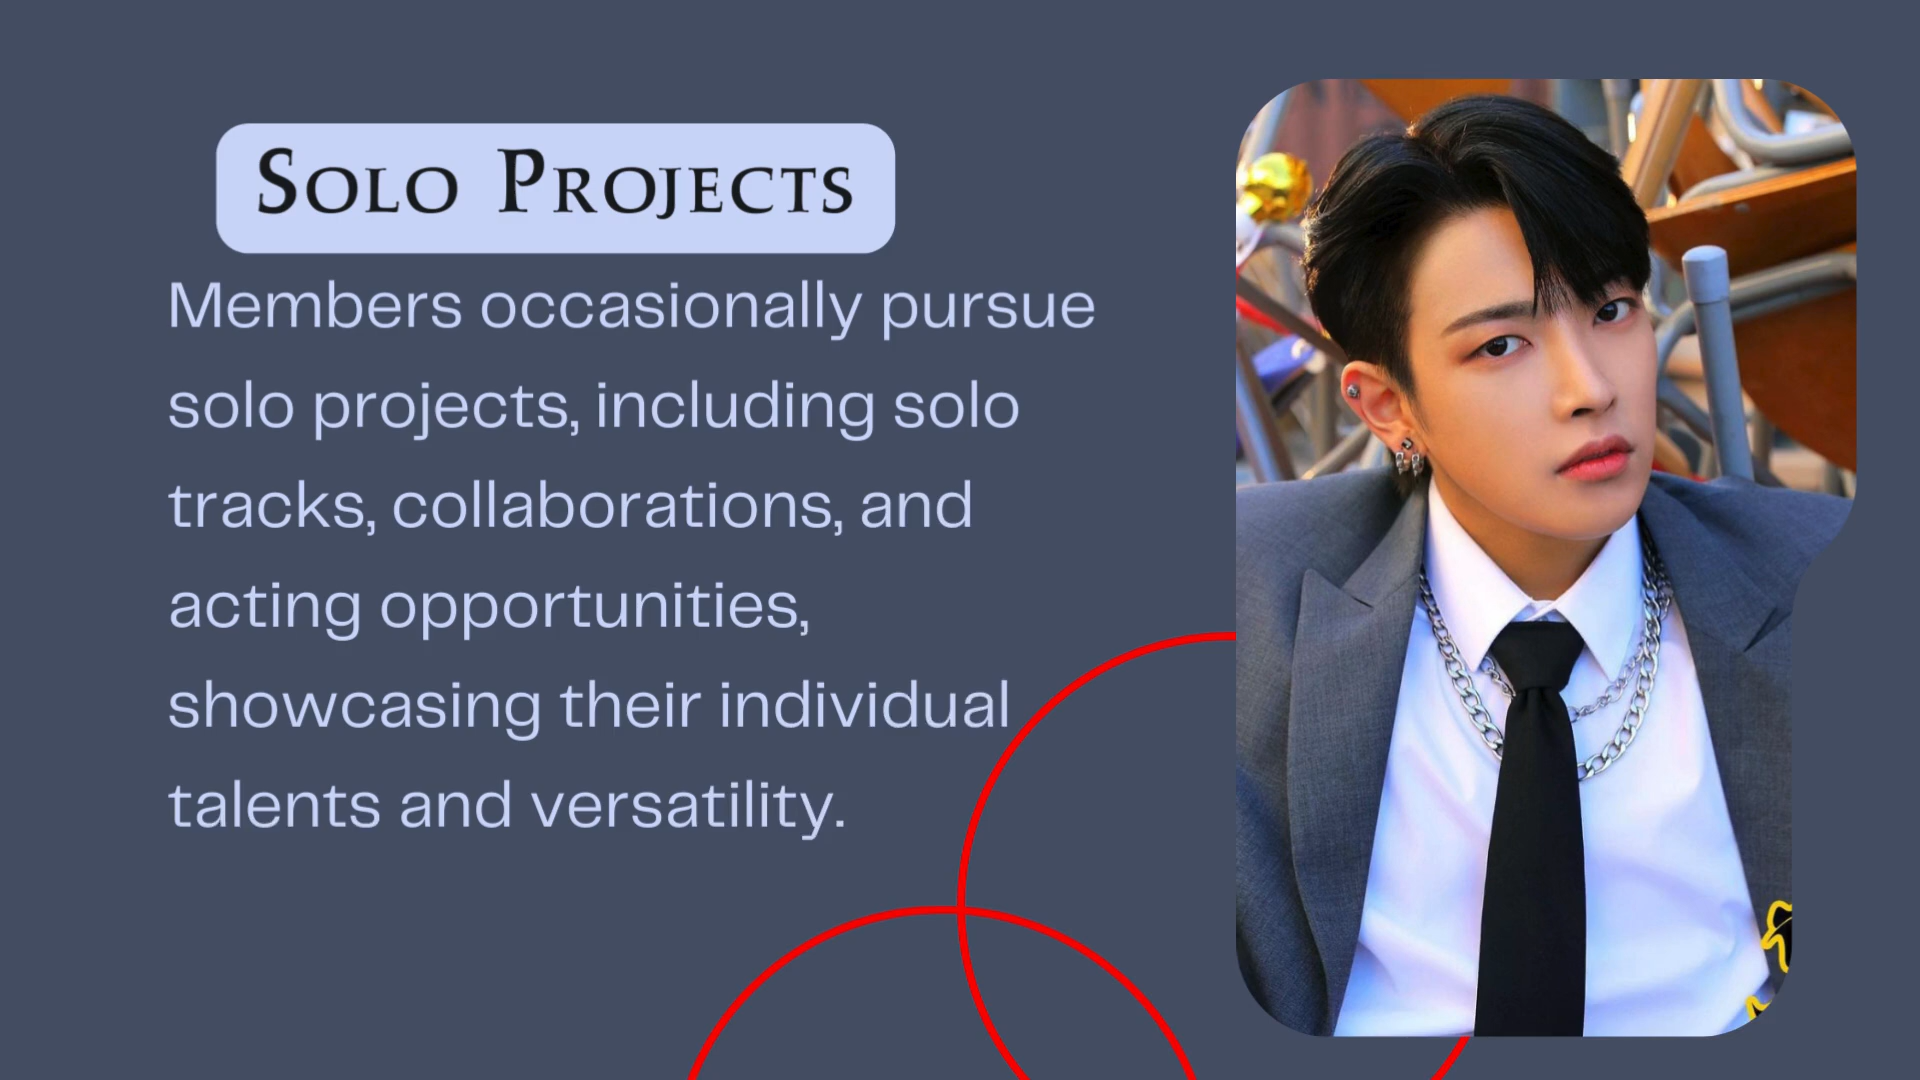 Solo Projects
Members occasionally pursue
solo projects, including solo
tracks, collaborations, and
acting opportunities,
showcasing their individual
talents and versatility.